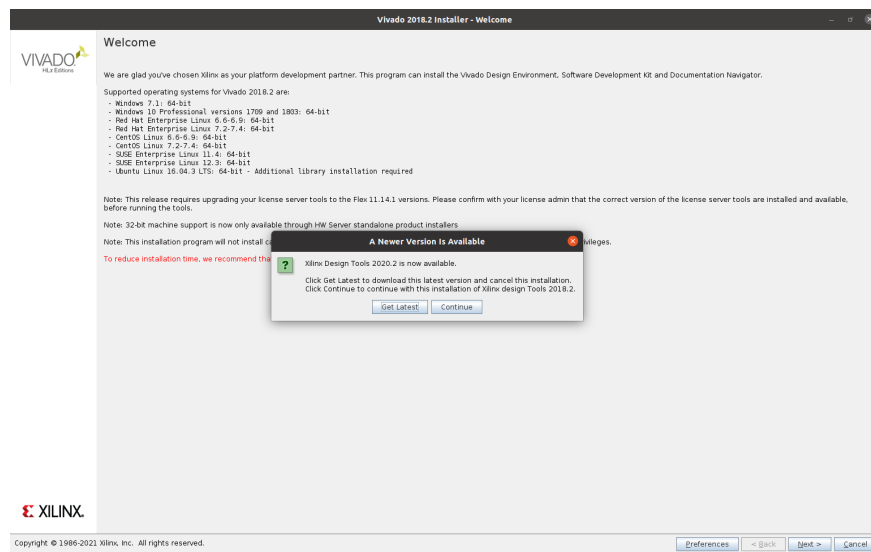 Vivado 2018.2 Installer - Welcome
VIVADO
HLx Editions
Welcome
We are glad you've chosen Xilinx as your platform development partner. This program can install the Vivado Design Environment, Software Development Kit and Documentation Navigator.
Supported operating systems for Vivado 2018.2 are:
- Windows 7.1: 64-bit
- Windows 10 Professional versions 1709 and 1803: 64-bit
- Red Hat Enterprise Linux 6.6-6.9: 64-bit
- Red Hat Enterprise Linux 7.2-7.4: 64-bit
- CentOS Linux 6.6-6.9: 64-bit
- CentOS Linux 7.2-7.4: 64-bit
- SUSE Enterprise Linux 11.4: 64-bit
- SUSE Enterprise Linux 12.3: 64-bit
- Ubuntu Linux 16.04.3 LTS: 64-bit - Additional library installation required
Note: This release requires upgrading your license server tools to the Flex 11.14.1 versions. Please confirm with your license admin that the correct version of the license server tools are installed and available,
before running the tools.
Note: 32-bit machine support is now only available through HW Server standalone product installers
Note: This installation program will not install
To reduce installation time, we recommend
A Newer Version Is Available
?
Xilinx Design Tools 2020.2 is now available.
Click Get Latest to download this latest version and cancel this installation.
Click Continue to continue with this installation of Xilinx design Tools 2018.2.
Get Latest
Continue
XILINX.
Copyright © 1986-2021 Xilinx, Inc. All rights reserved.
Preferences
< Back
Next >
Cancel